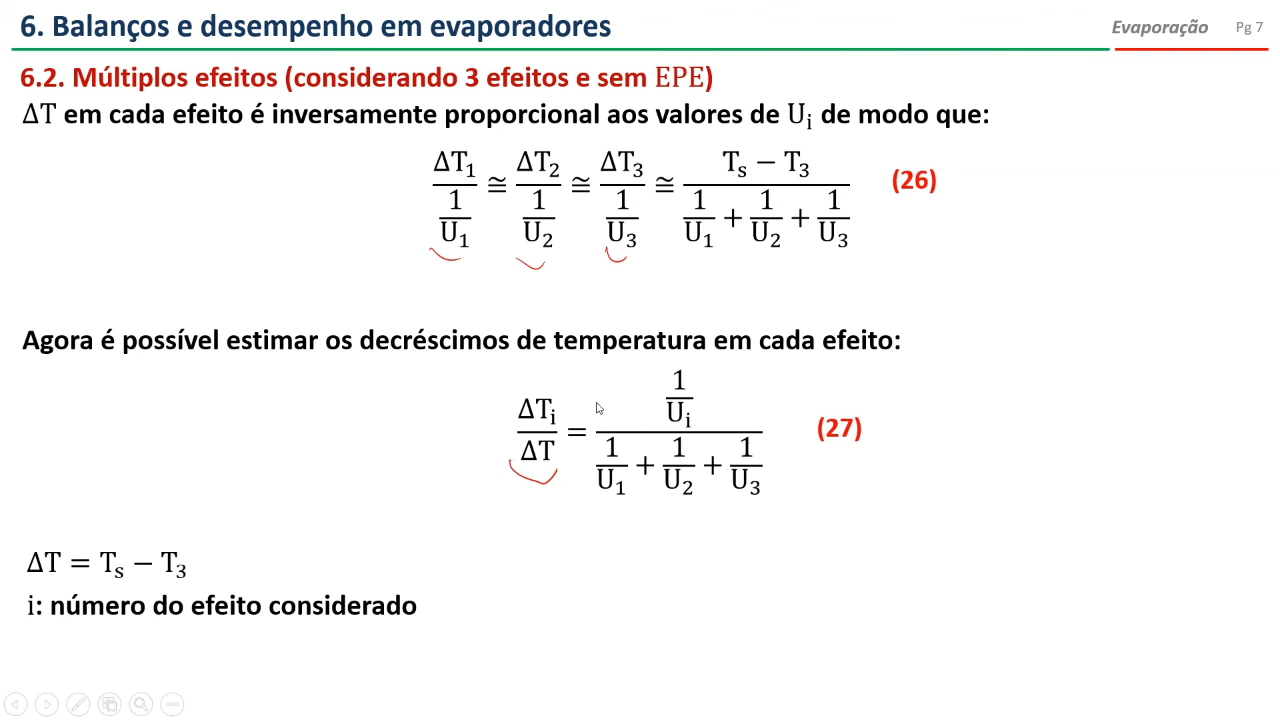 6. Balanços e desempenho em evaporadores
Evaporação Pg 7
6.2. Múltiplos efeitos (considerando 3 efeitos e sem EPE)
ΔT em cada efeito é inversamente proporcional aos valores de Uᵢ de modo que:
ΔT₁/(1/U₁) ≅ ΔT₂/(1/U₂) ≅ ΔT₃/(1/U₃) ≅ (Tₛ − T₃)/(1/U₁ + 1/U₂ + 1/U₃) (26)
Agora é possível estimar os decréscimos de temperatura em cada efeito:
ΔTᵢ/ΔT = (1/Uᵢ)/(1/U₁ + 1/U₂ + 1/U₃) (27)
ΔT = Tₛ − T₃
i: número do efeito considerado